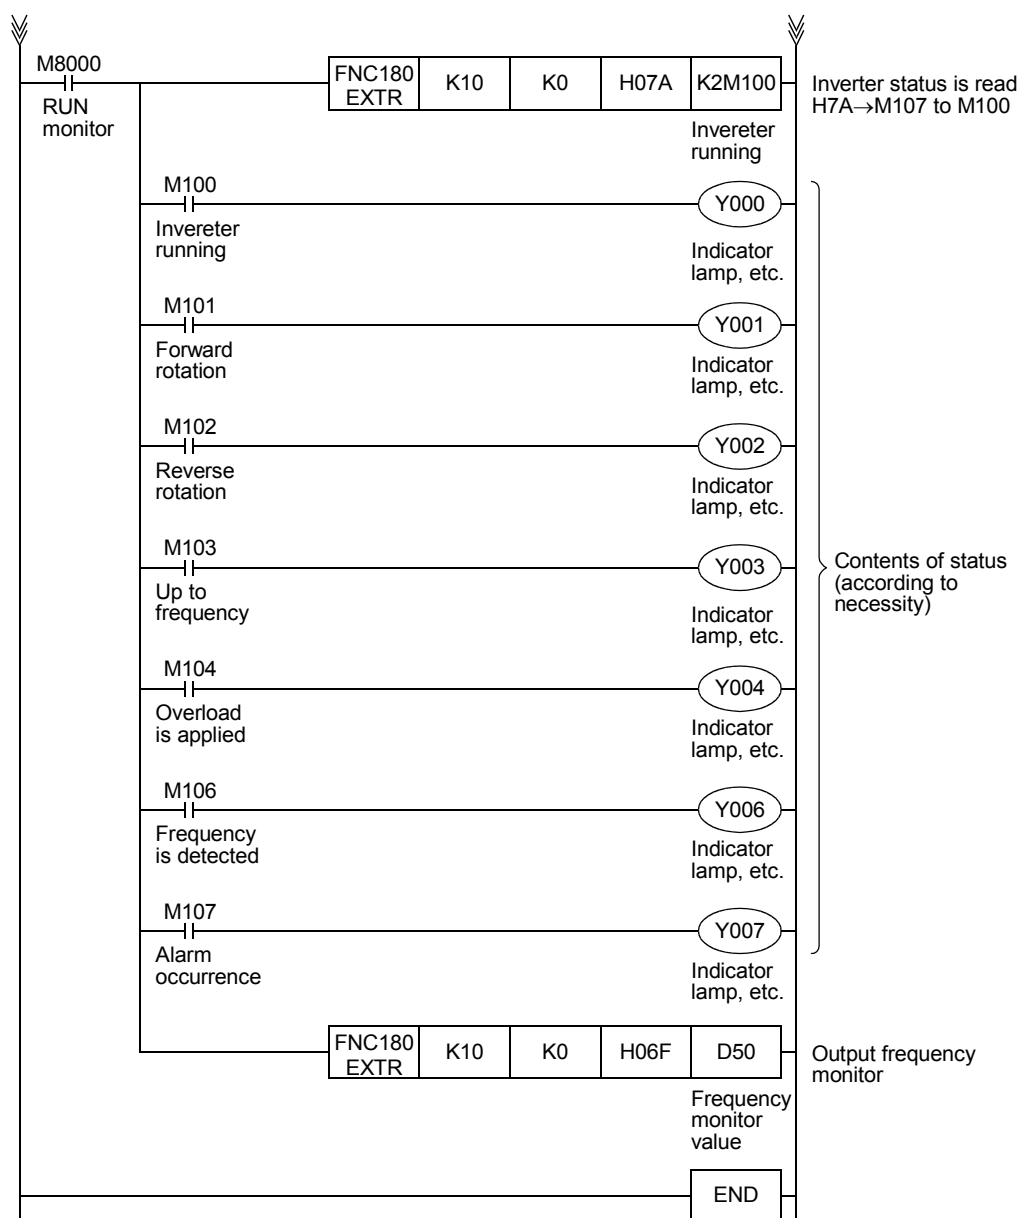 M8000
RUN
monitor
FNC180
EXTR
K10
K0
H07A
K2M100
Inverter status is read
H7A→M107 to M100
Invereter
running
M100
Invereter
running
Y000
Indicator
lamp, etc.
M101
Forward
rotation
Y001
Indicator
lamp, etc.
M102
Reverse
rotation
Y002
Indicator
lamp, etc.
M103
Up to
frequency
Y003
Indicator
lamp, etc.
Contents of status
(according to
necessity)
M104
Overload
is applied
Y004
Indicator
lamp, etc.
M106
Frequency
is detected
Y006
Indicator
lamp, etc.
M107
Alarm
occurrence
Y007
Indicator
lamp, etc.
FNC180
EXTR
K10
K0
H06F
D50
Output frequency
monitor
Frequency
monitor
value
END